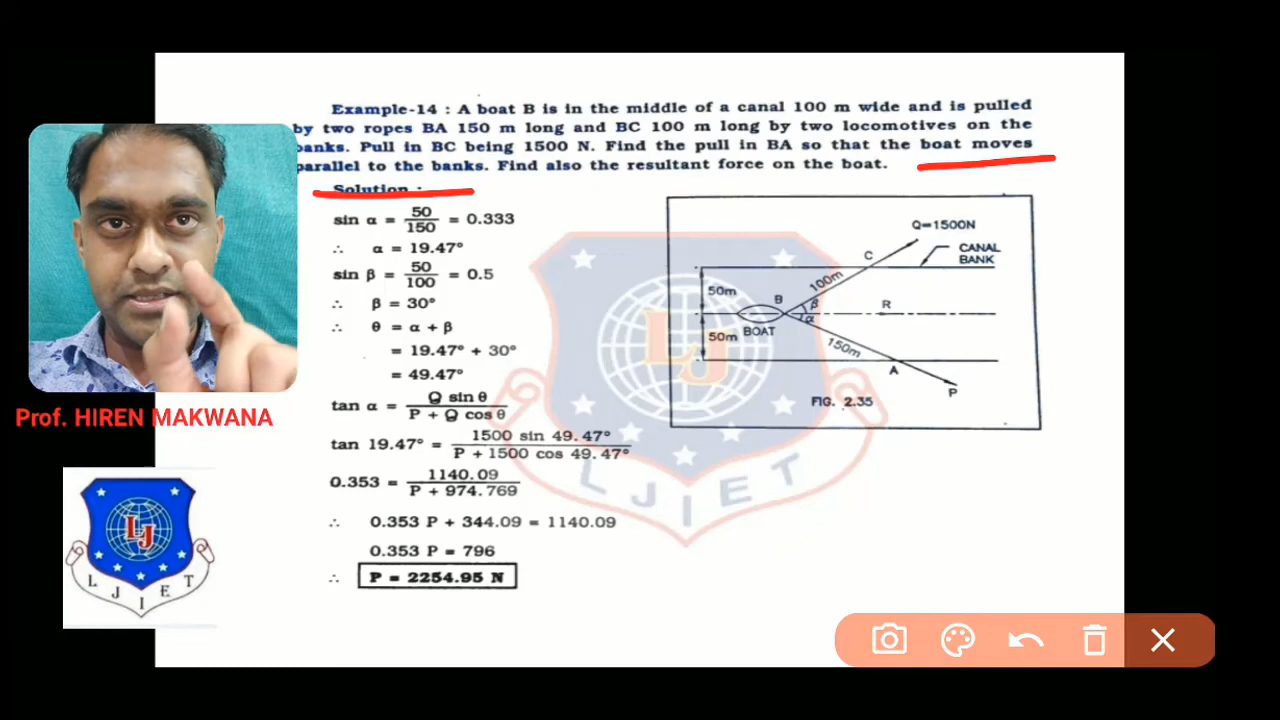 Example-14 : A boat B is in the middle of a canal 100 m wide and is pulled
by two ropes BA 150 m long and BC 100 m long by two locomotives on the
banks. Pull in BC being 1500 N. Find the pull in BA so that the boat moves
parallel to the banks. Find also the resultant force on the boat.
Solution :
sin α = 50/150 = 0.333
∴ α = 19.47°
sin β = 50/100 = 0.5
∴ β = 30°
∴ θ = α + β
= 19.47° + 30°
= 49.47°
tan α = Q sin θ / P + Q cos θ
tan 19.47° = 1500 sin 49.47° / P + 1500 cos 49.47°
0.353 = 1140.09 / P + 974.769
∴ 0.353 P + 344.09 = 1140.09
0.353 P = 796
∴ P = 2254.95 N
Q=1500N
C
CANAL
BANK
100m
50m
B
β
R
α
BOAT
50m
150m
A
P
FIG. 2.35
LJ
LJIET
Prof. HIREN MAKWANA
LJ
LJIET